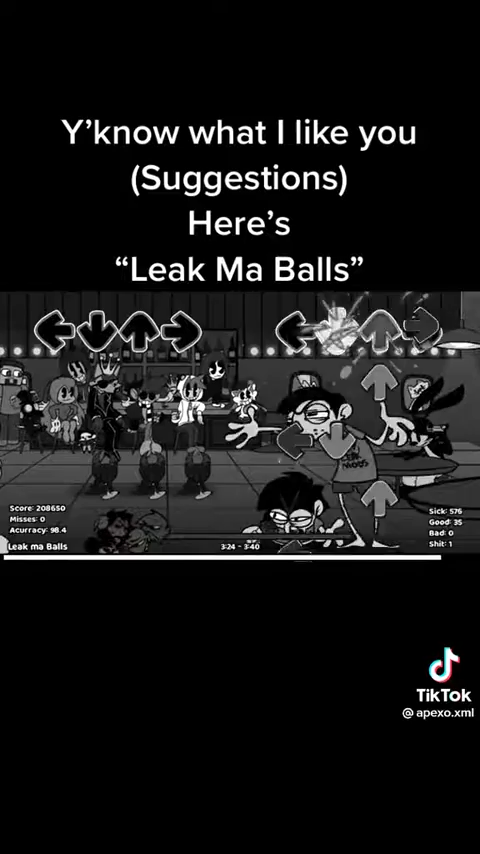 Y’know what I like you
(Suggestions)
Here’s
“Leak Ma Balls”
Score: 208650
Misses: 0
Acurracy: 98.4
Leak ma Balls
3:24 - 3:40
Sick: 576
Good: 35
Bad: 0
Shit: 1
TikTok
@apexo.xml